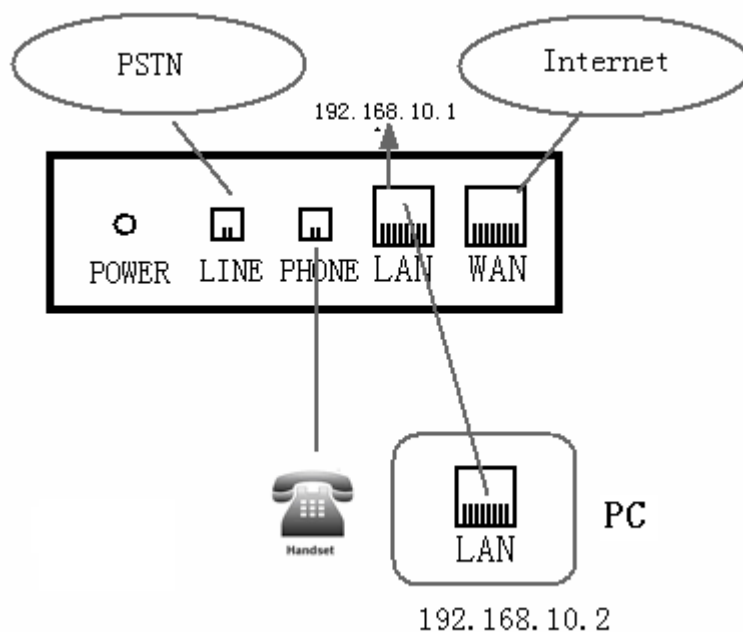 PSTN
Internet
192.168.10.1
POWER
LINE
PHONE
LAN
WAN
Handset
LAN
PC
192.168.10.2